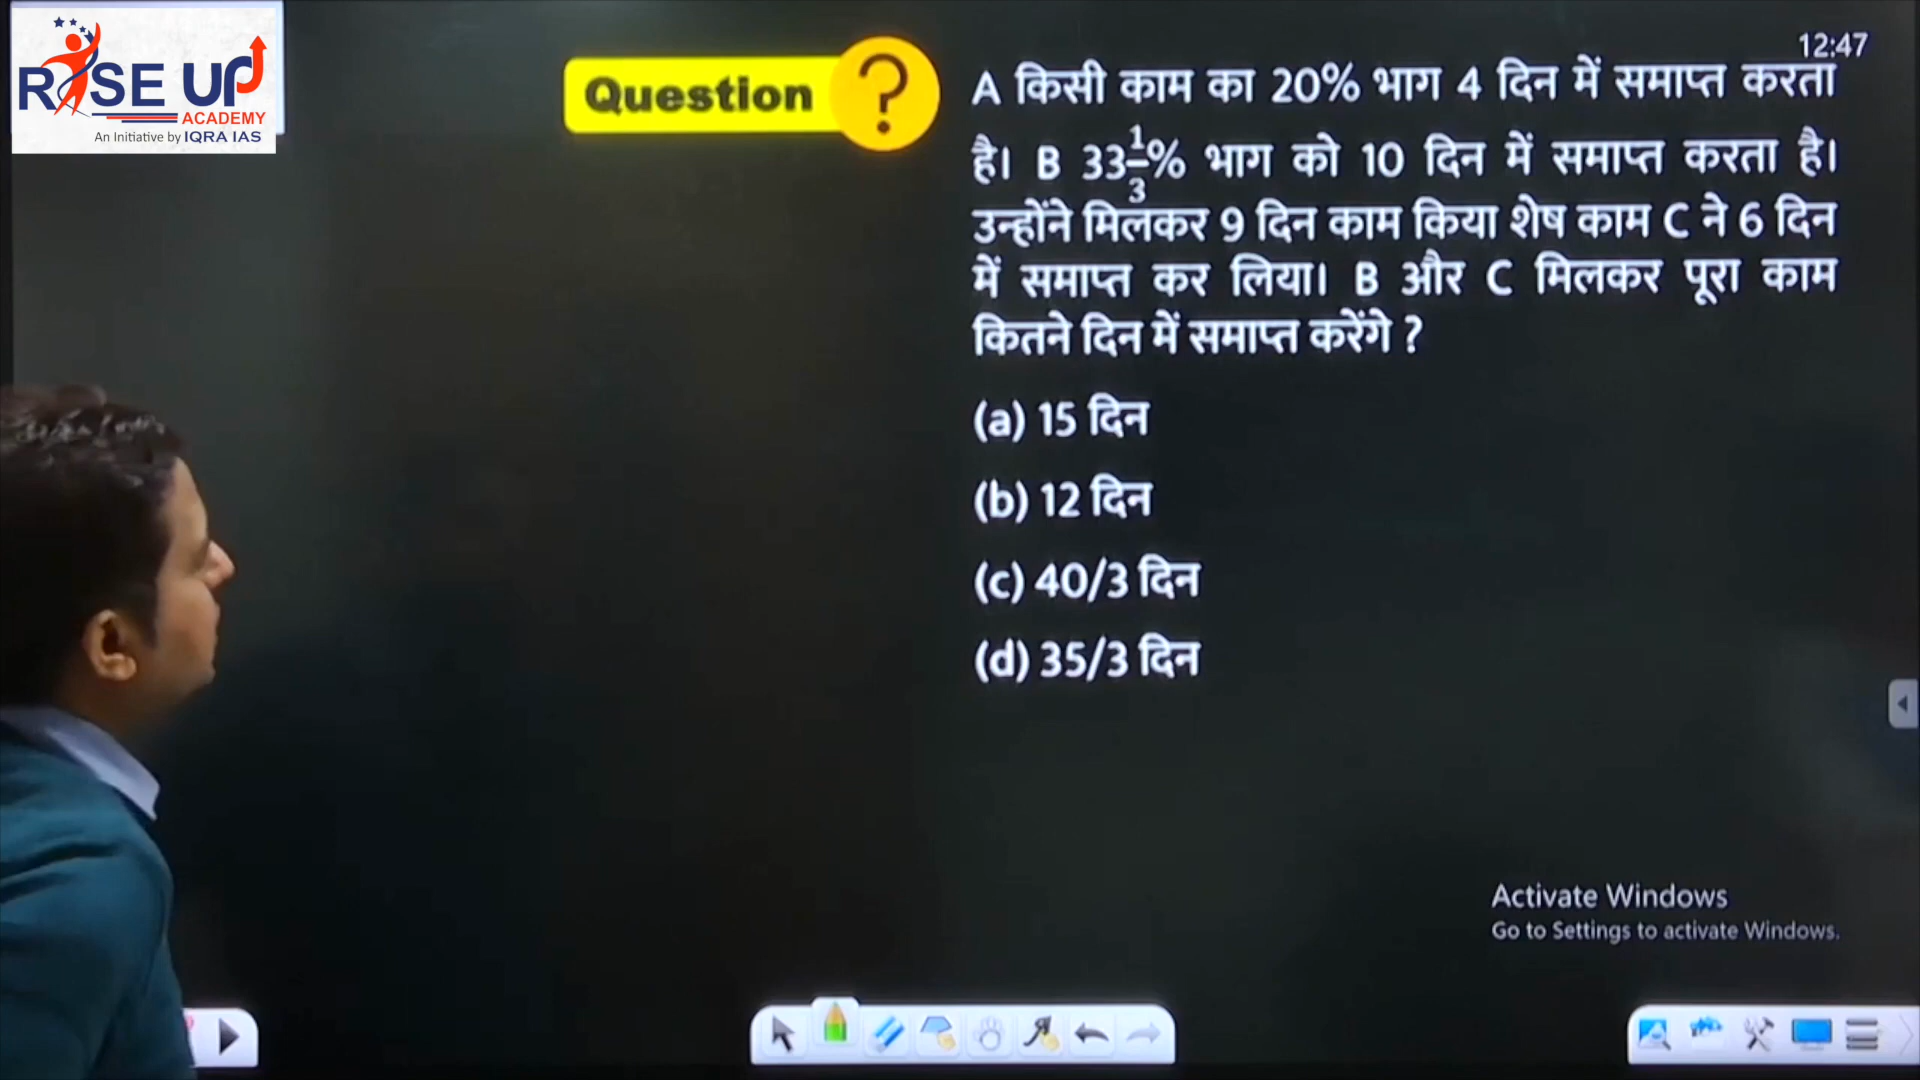 RISE UP
ACADEMY
An Initiative by IQRA IAS
Question ?
12:47
A किसी काम का 20% भाग 4 दिन में समाप्त करता
है। B 33 1/3% भाग को 10 दिन में समाप्त करता है।
उन्होंने मिलकर 9 दिन काम किया शेष काम C ने 6 दिन
में समाप्त कर लिया। B और C मिलकर पूरा काम
कितने दिन में समाप्त करेंगे ?
(a) 15 दिन
(b) 12 दिन
(c) 40/3 दिन
(d) 35/3 दिन
Activate Windows
Go to Settings to activate Windows.